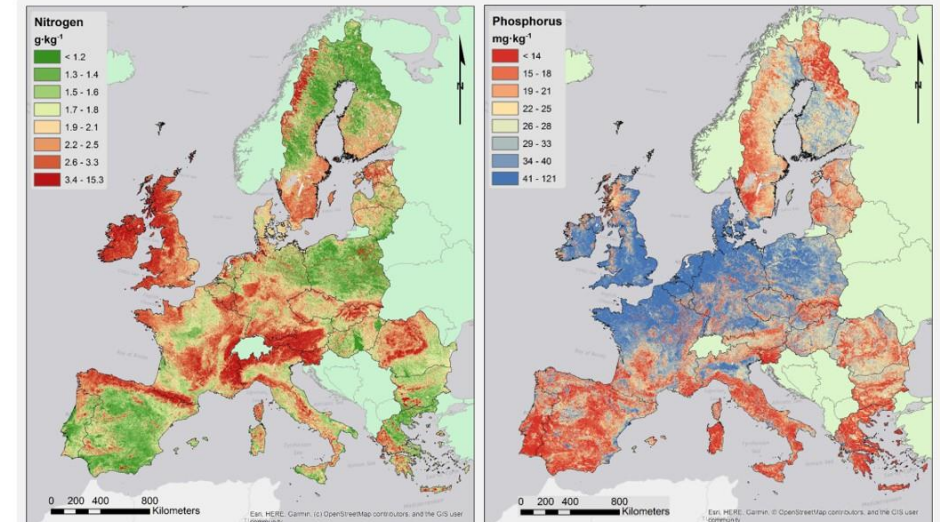 Nitrogen
g·kg⁻¹
< 1.2
1.3 - 1.4
1.5 - 1.6
1.7 - 1.8
1.9 - 2.1
2.2 - 2.5
2.6 - 3.3
3.4 - 15.3
N
0 200 400 800
Kilometers
Esri, HERE, Garmin, (c) OpenStreetMap contributors, and the GIS user
community
Phosphorus
mg·kg⁻¹
< 14
15 - 18
19 - 21
22 - 25
26 - 28
29 - 33
34 - 40
41 - 121
N
0 200 400 800
Kilometers
Esri, HERE, Garmin, © OpenStreetMap contributors, and the GIS user
community